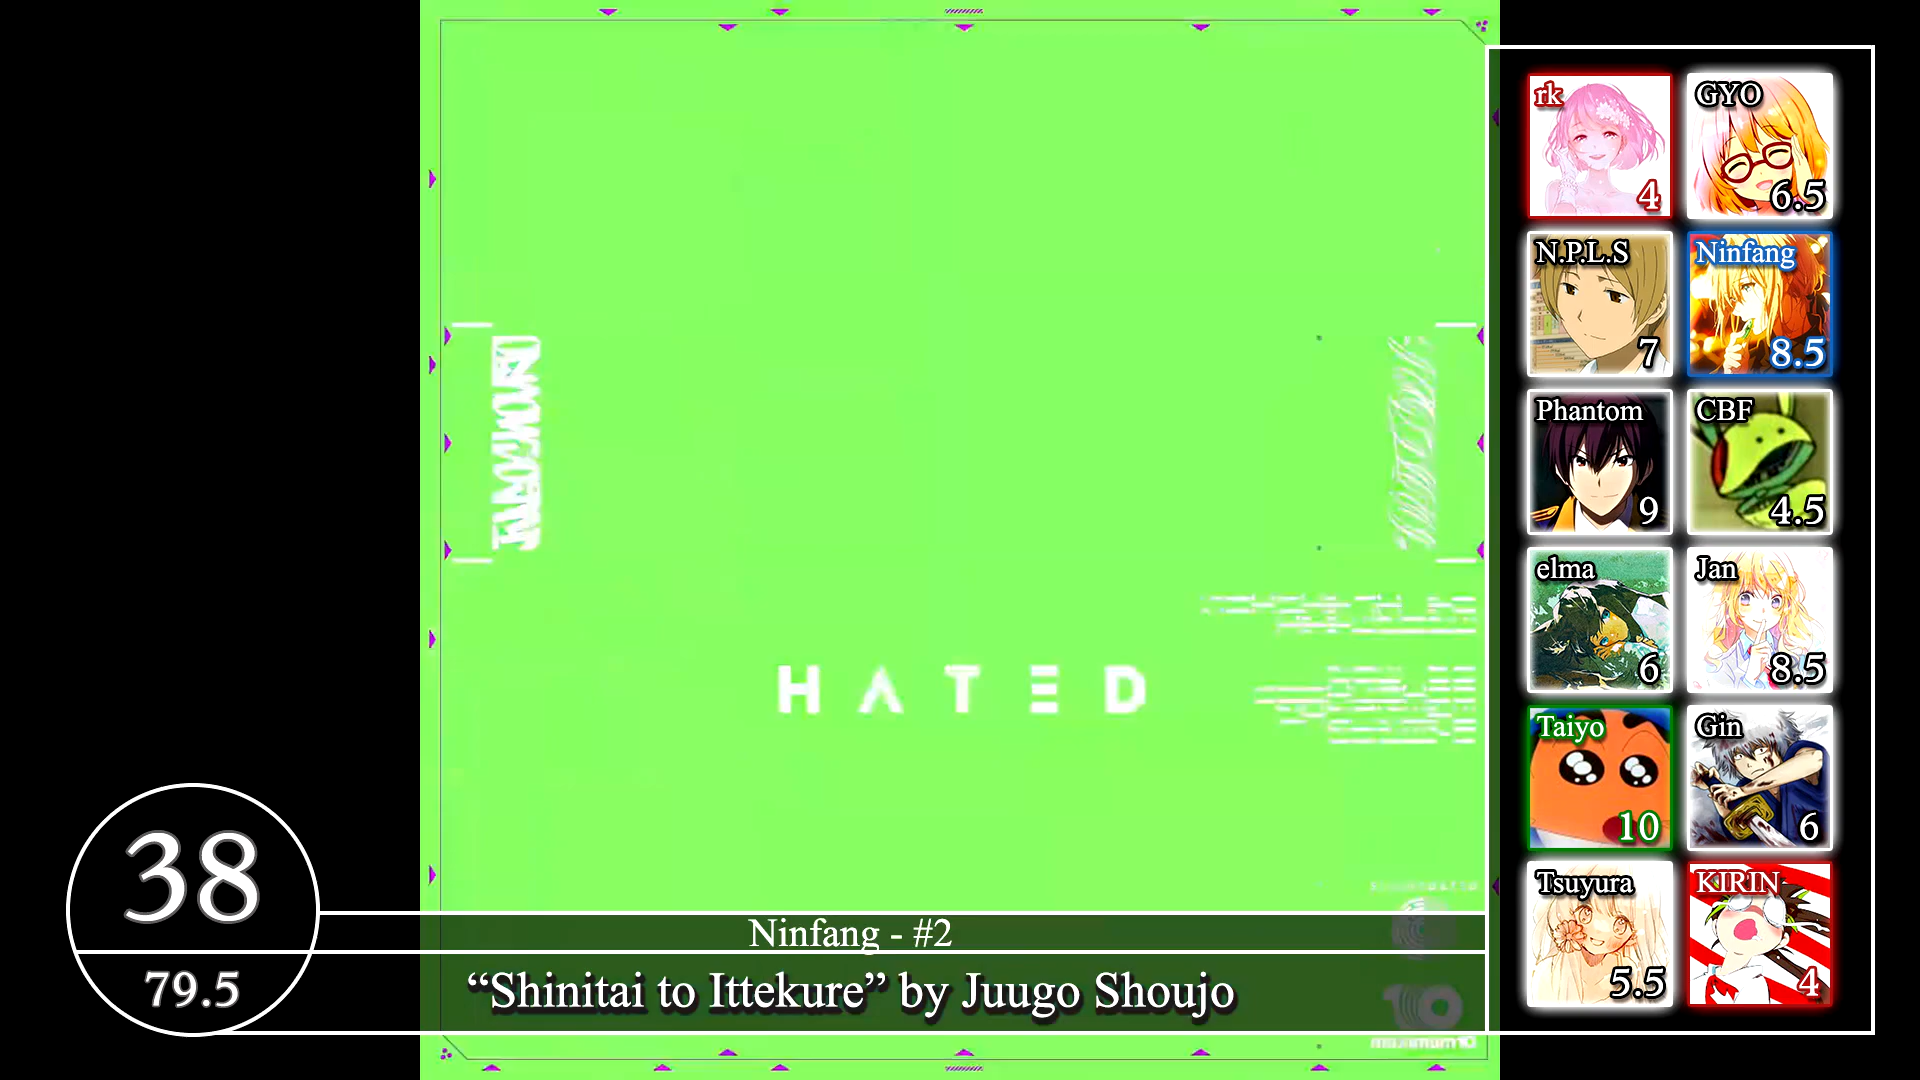 rk
4
GYO
6.5
N.P.L.S
7
Ninfang
8.5
Phantom
9
CBF
4.5
elma
6
Jan
8.5
Taiyo
10
Gin
6
Tsuyura
5.5
KIRIN
4
HATED
38
79.5
Ninfang - #2
“Shinitai to Ittekure” by Juugo Shoujo
10
maximum10